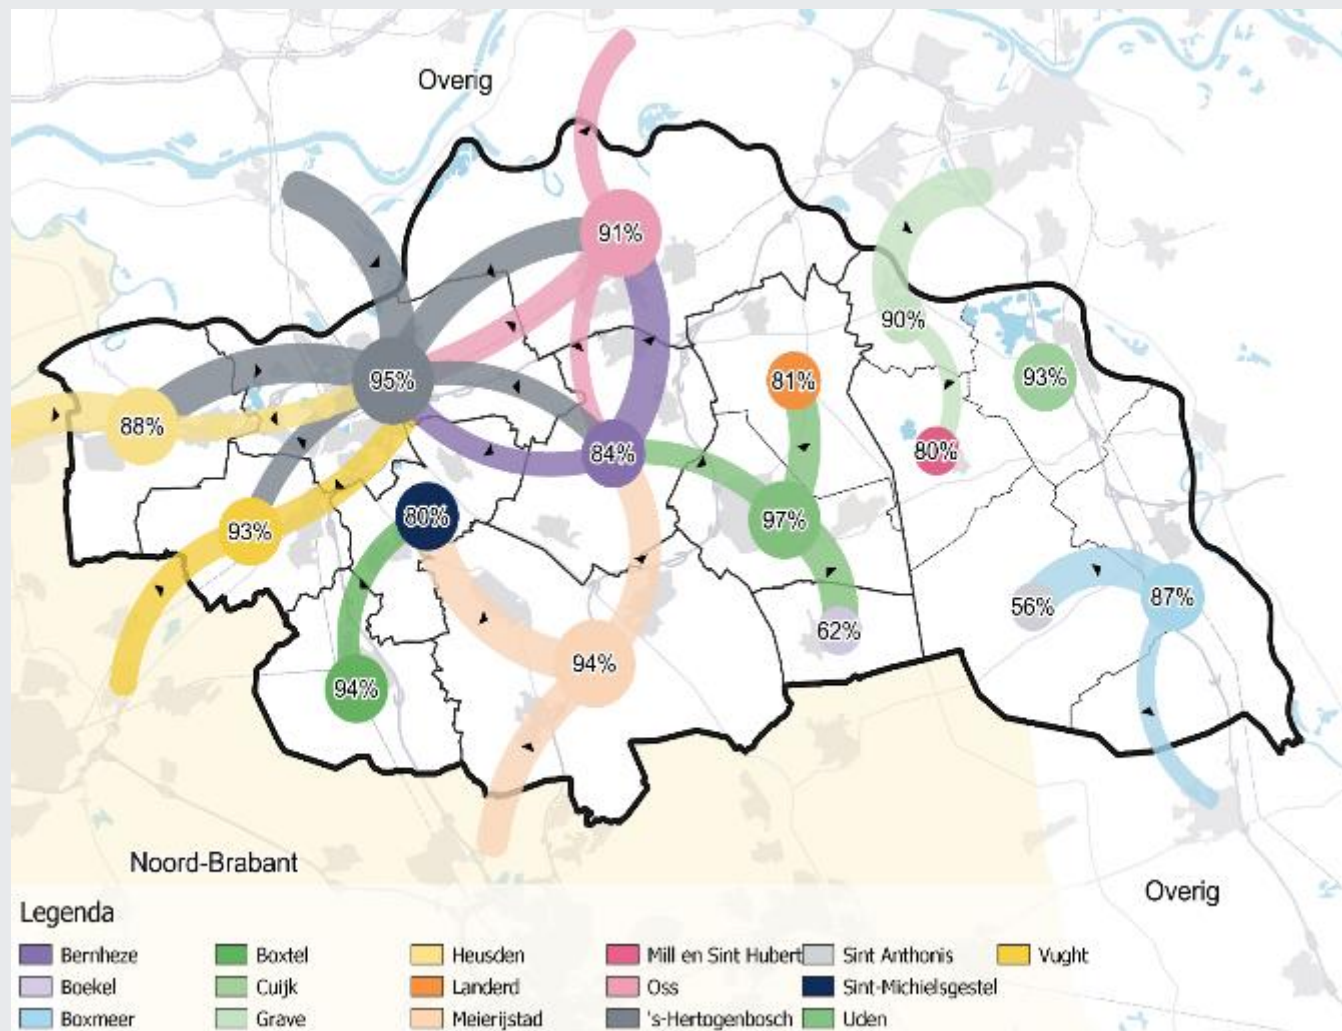 Overig
91%
90%
95%
81%
93%
88%
84%
80%
93%
80%
97%
56%
87%
62%
94%
94%
Noord-Brabant
Overig
Legenda
Bernheze Boxtel Heusden Mill en Sint Hubert Sint Anthonis Vught
Boekel Cuijk Landerd Oss Sint-Michielsgestel
Boxmeer Grave Meierijstad 's-Hertogenbosch Uden